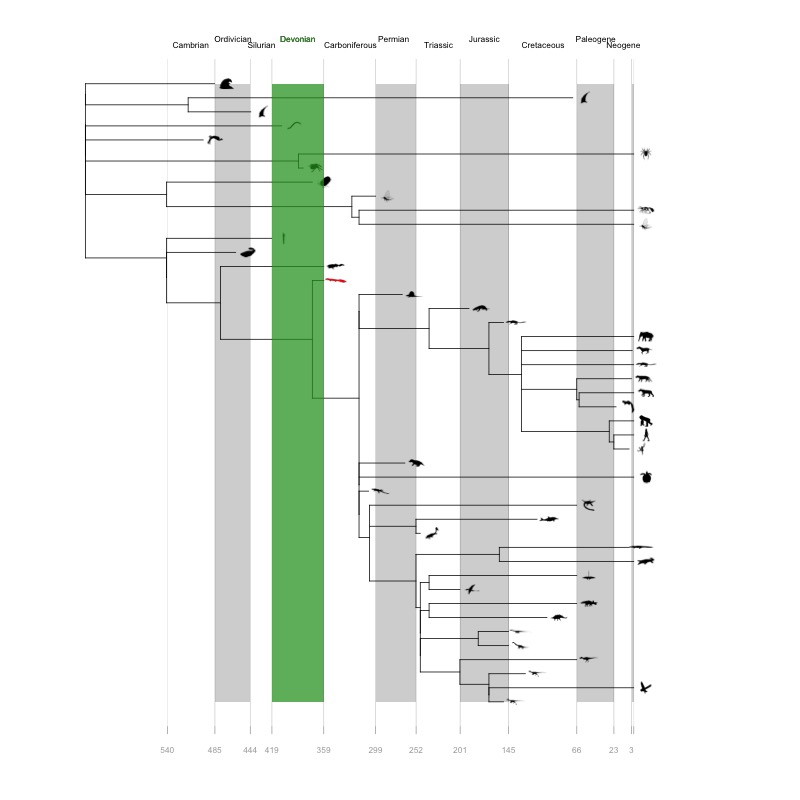 Ordivician Devonian Permian Jurassic Paleogene
Cambrian Silurian Carboniferous Triassic Cretaceous Neogene
540 485 444 419 359 299 252 201 145 66 23 3